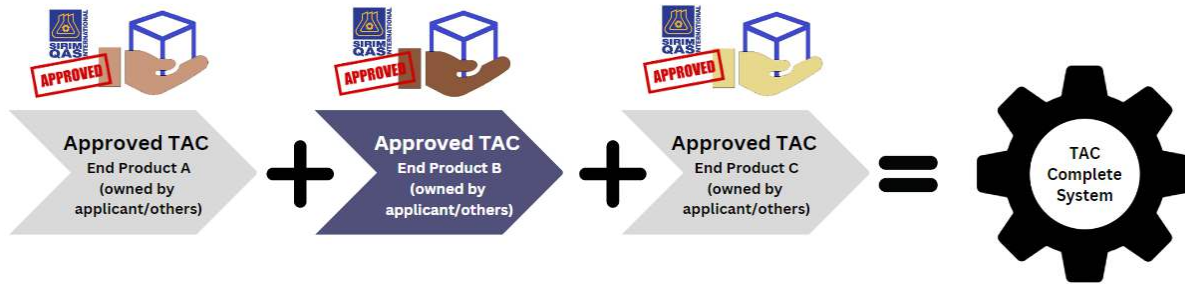 SIRIM
QAS
INTERNATIONAL
APPROVED
SIRIM
QAS
INTERNATIONAL
APPROVED
SIRIM
QAS
INTERNATIONAL
APPROVED
Approved TAC
End Product A
(owned by
applicant/others)
+
Approved TAC
End Product B
(owned by
applicant/others)
+
Approved TAC
End Product C
(owned by
applicant/others)
=
TAC
Complete
System